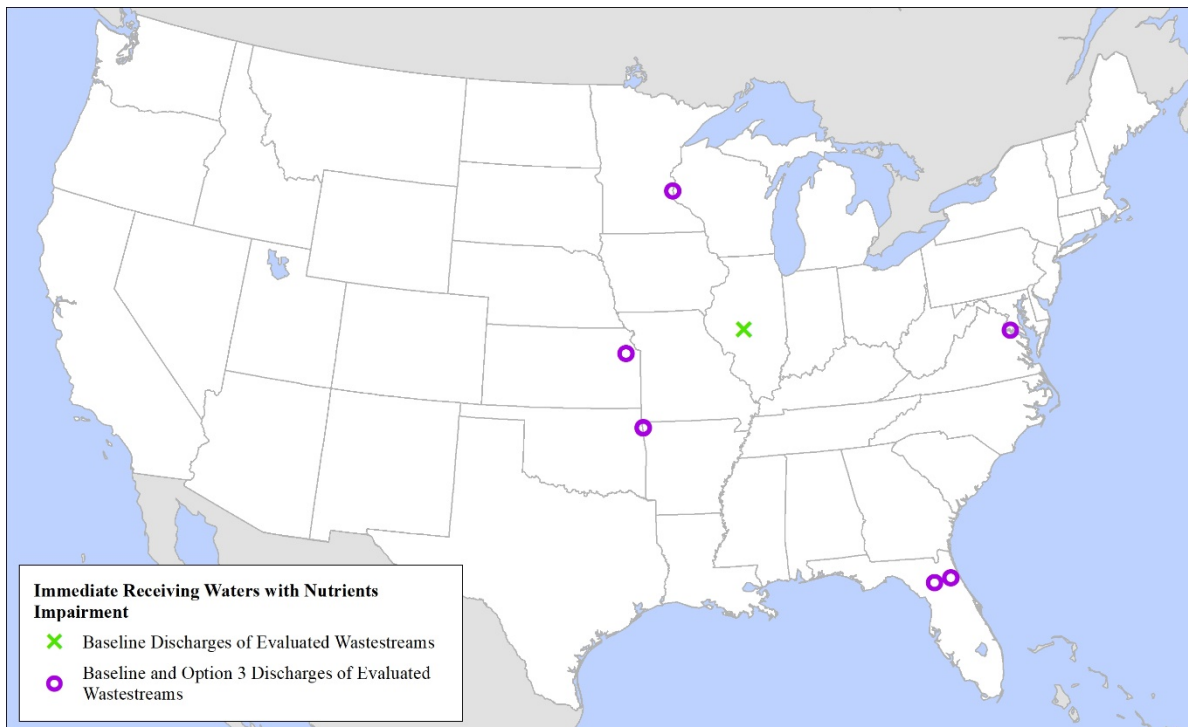 Immediate Receiving Waters with Nutrients
Impairment
Baseline Discharges of Evaluated Wastestreams
Baseline and Option 3 Discharges of Evaluated
Wastestreams